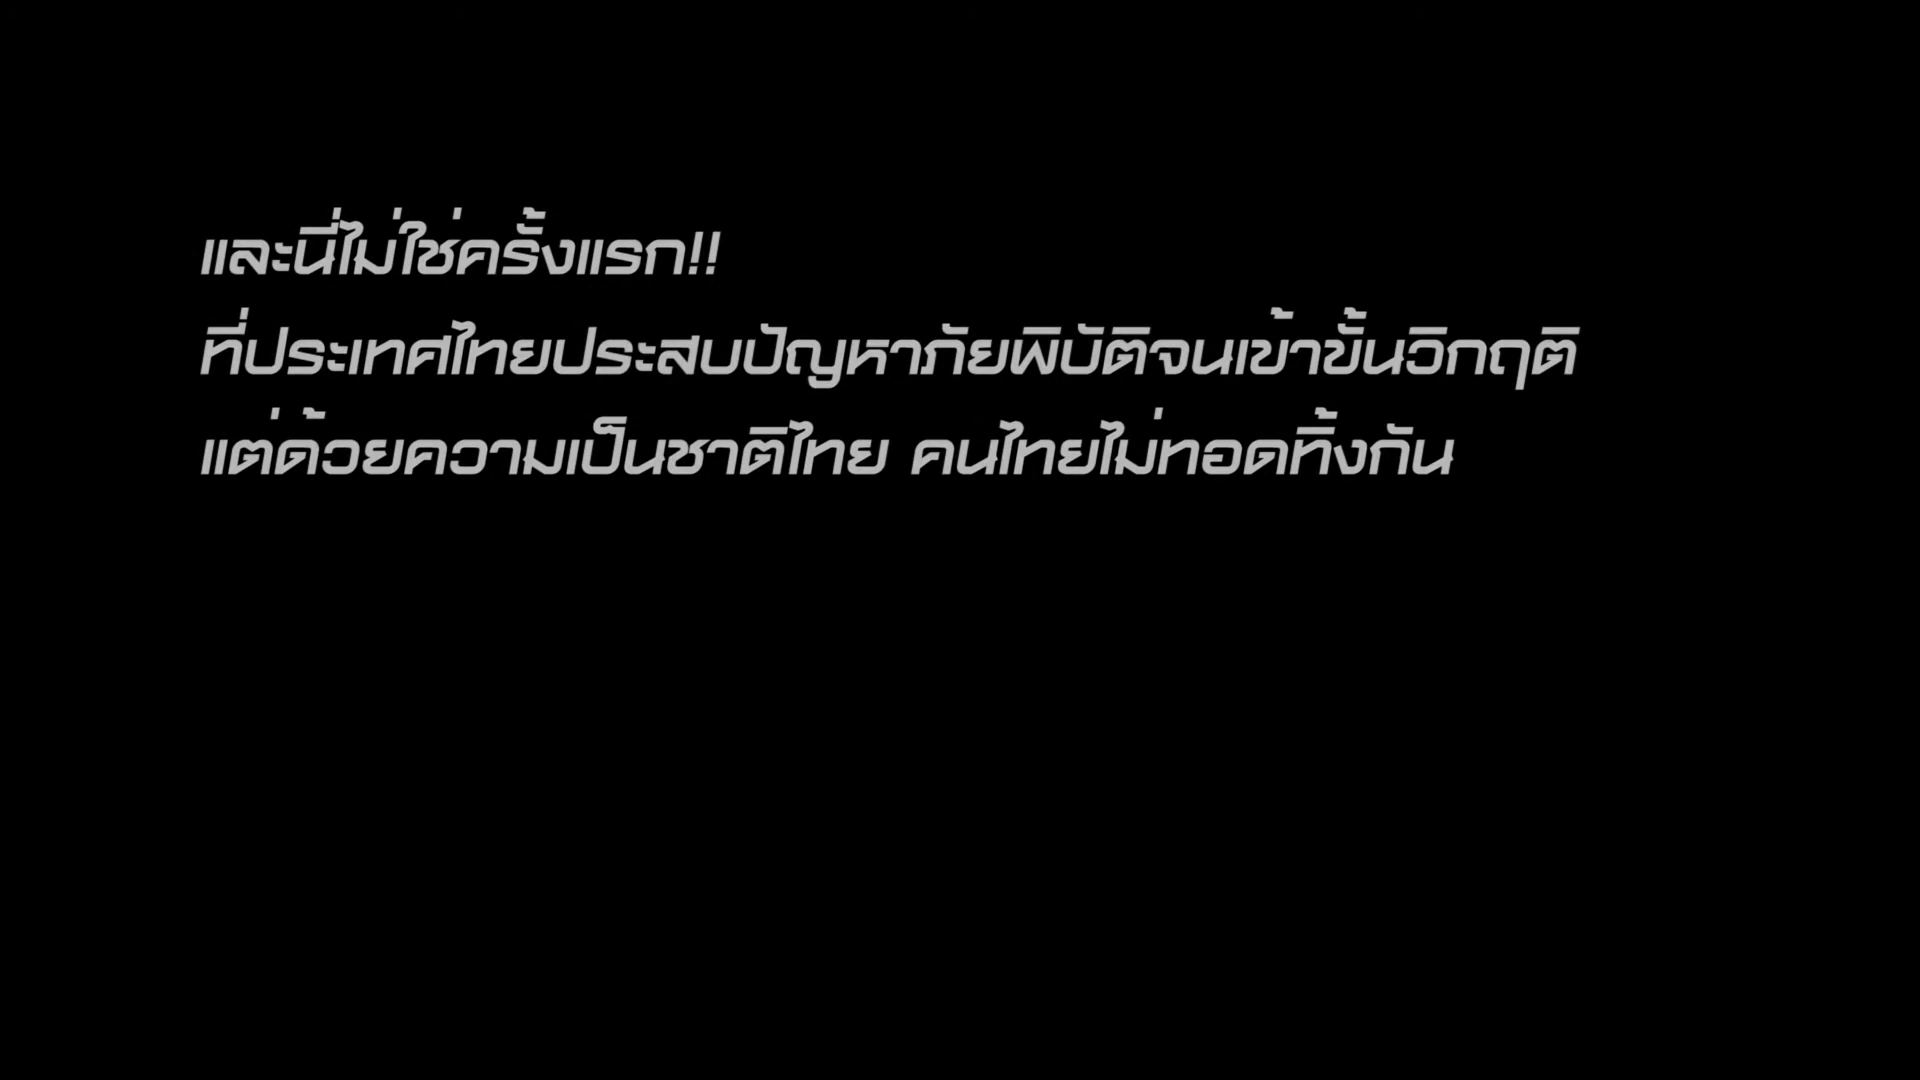 และนี่ไม่ใช่ครั้งแรก!!
ที่ประเทศไทยประสบปัญหาภัยพิบัติจนเข้าขั้นวิกฤติ
แต่ด้วยความเป็นชาติไทย คนไทยไม่ทอดทิ้งกัน